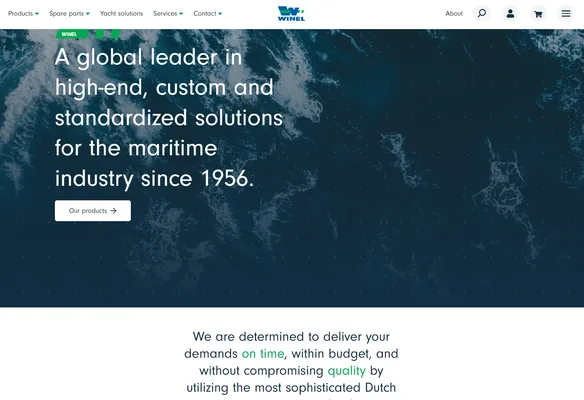 Products
Spare parts
Yacht solutions
Services
Contact
WINEL
About
WINEL
A global leader in
high-end, custom and
standardized solutions
for the maritime
industry since 1956.
Our products
We are determined to deliver your
demands on time, within budget, and
without compromising quality by
utilizing the most sophisticated Dutch